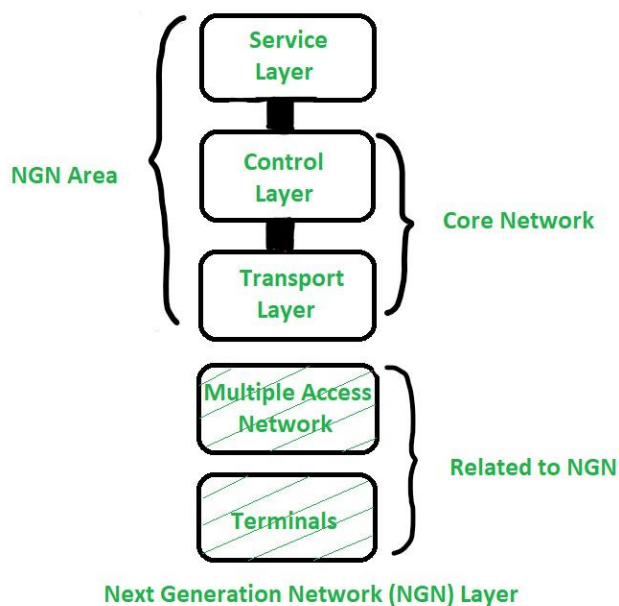 Service
Layer
NGN Area
Control
Layer
Core Network
Transport
Layer
Multiple Access
Network
Related to NGN
Terminals
Next Generation Network (NGN) Layer